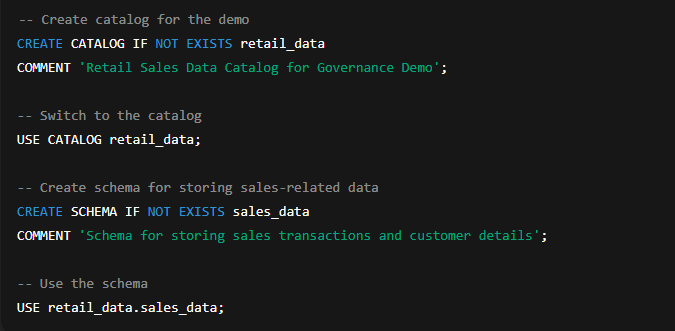 -- Create catalog for the demo
CREATE CATALOG IF NOT EXISTS retail_data
COMMENT 'Retail Sales Data Catalog for Governance Demo';
-- Switch to the catalog
USE CATALOG retail_data;
-- Create schema for storing sales-related data
CREATE SCHEMA IF NOT EXISTS sales_data
COMMENT 'Schema for storing sales transactions and customer details';
-- Use the schema
USE retail_data.sales_data;